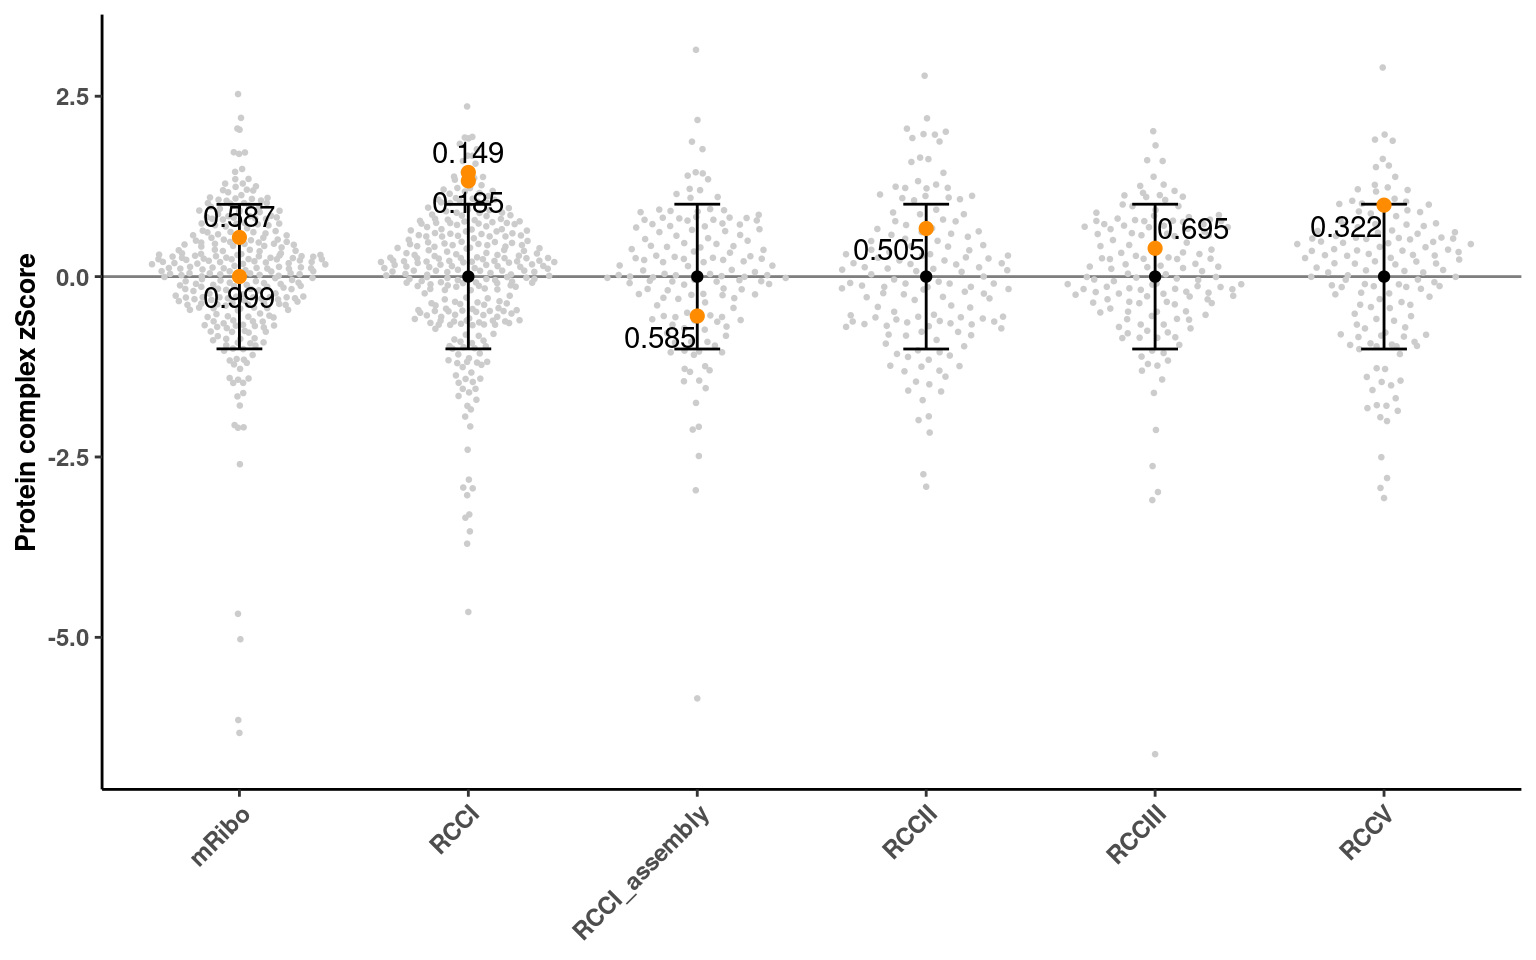 Protein complex zScore
2.5
0.0
-2.5
-5.0
0.587
0.999
0.149
0.185
0.585
0.505
0.695
0.322
mRibo
RCCI
RCCI_assembly
RCCII
RCCIII
RCCV